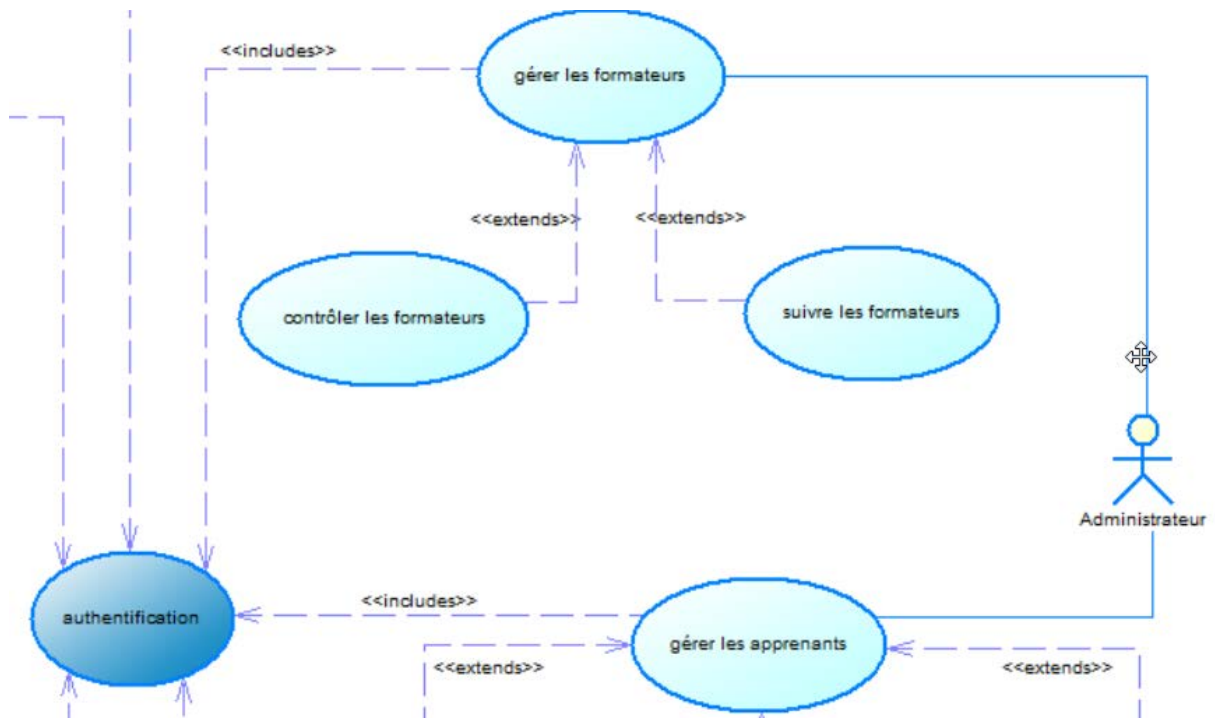 <<includes>>
gérer les formateurs
<<extends>>
<<extends>>
contrôler les formateurs
suivre les formateurs
Administrateur
<<includes>>
authentification
gérer les apprenants
<<extends>>
<<extends>>